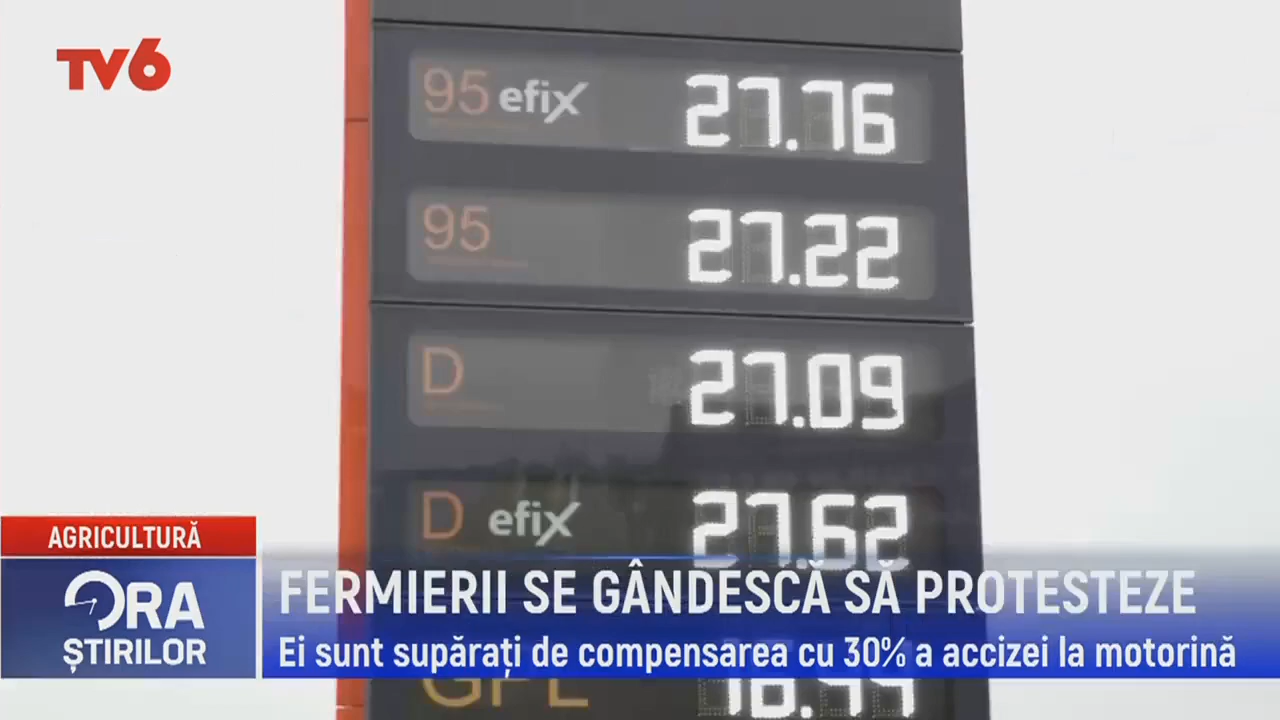 TV6
95 efix 27.76
95 27.22
D 27.09
D efix 27.62
GPL
AGRICULTURĂ
ORA ȘTIRILOR
FERMIERII SE GÂNDESCĂ SĂ PROTESTEZE
Ei sunt supărați de compensarea cu 30% a accizei la motorină